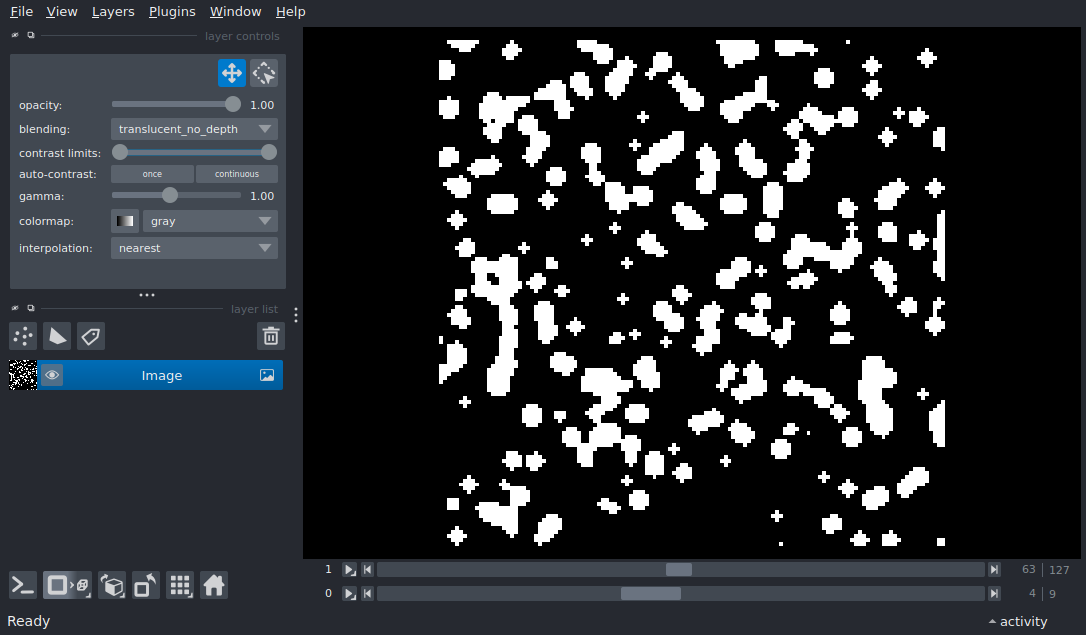 File View Layers Plugins Window Help
layer controls
opacity: 1.00
blending: translucent_no_depth
contrast limits:
auto-contrast: once continuous
gamma: 1.00
colormap: gray
interpolation: nearest
layer list
Image
1 63 127
0 4 9
Ready activity